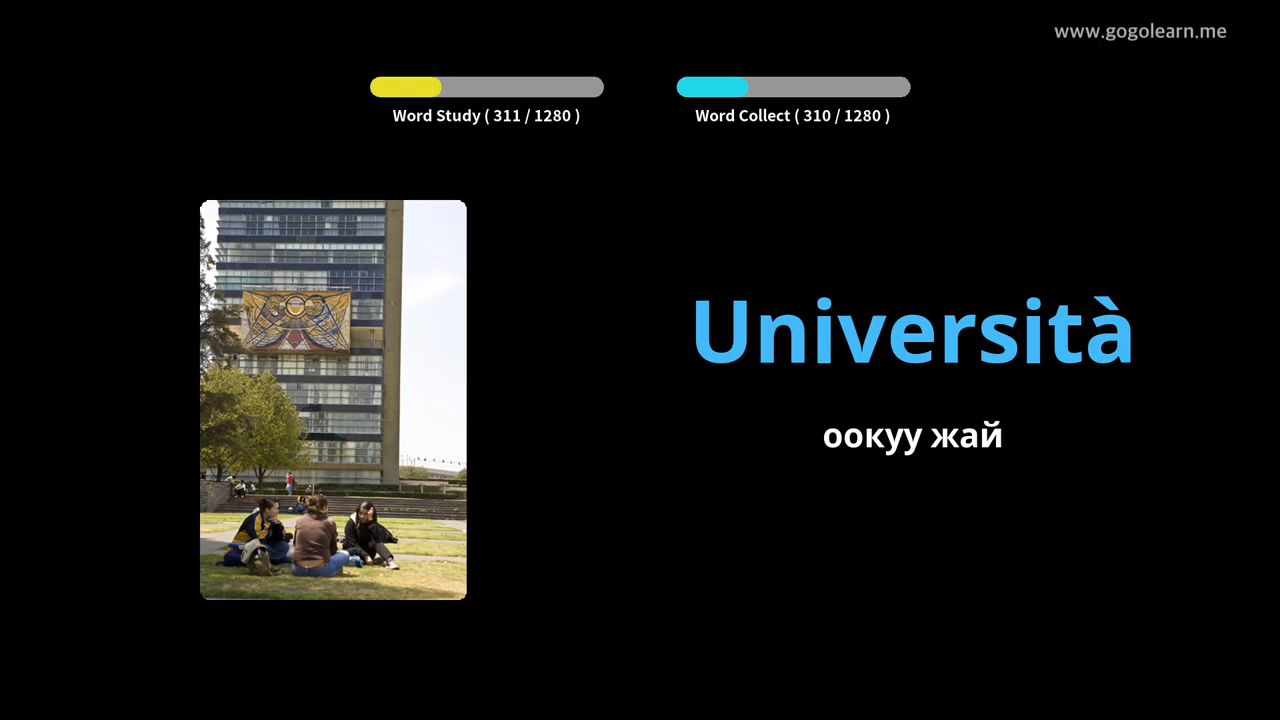 www.gogolearn.me
Word Study ( 311 / 1280 )
Word Collect ( 310 / 1280 )
Università
оокуу жай